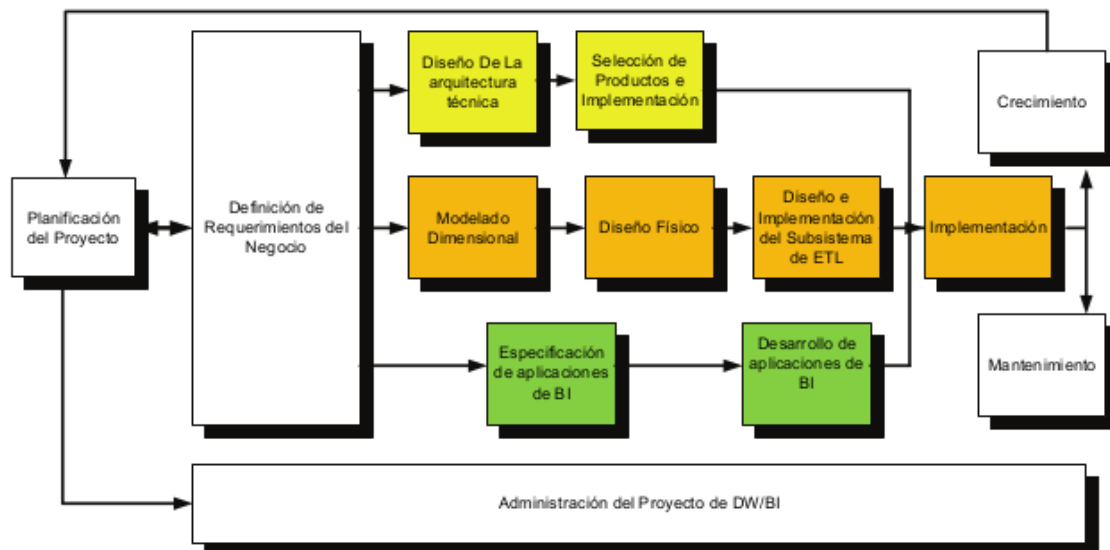 Diseño De La
arquitectura
técnica
Selección de
Productos e
Implementación
Crecimiento
Planificación
del Proyecto
Definición de
Requerimientos del
Negocio
Modelado
Dimensional
Diseño Físico
Diseño e
Implementación
del Subsistema
de ETL
Implementación
Especificación
de aplicaciones
de BI
Desarrollo de
aplicaciones de
BI
Mantenimiento
Administración del Proyecto de DW/BI